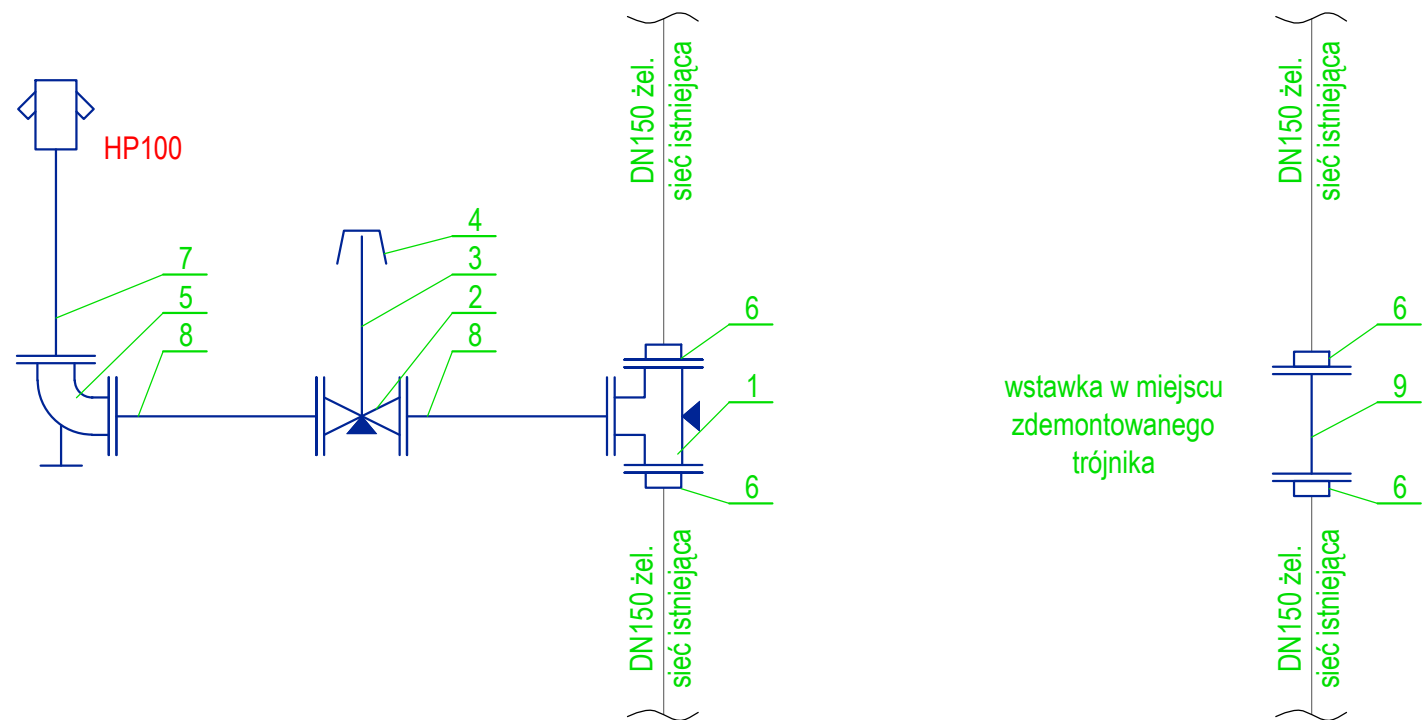 HP100
7
5
8
4
3
2
8
DN150 żel.
sieć istniejąca
6
1
6
DN150 żel.
sieć istniejąca
wstawka w miejscu
zdemontowanego
trójnika
DN150 żel.
sieć istniejąca
6
9
6
DN150 żel.
sieć istniejąca